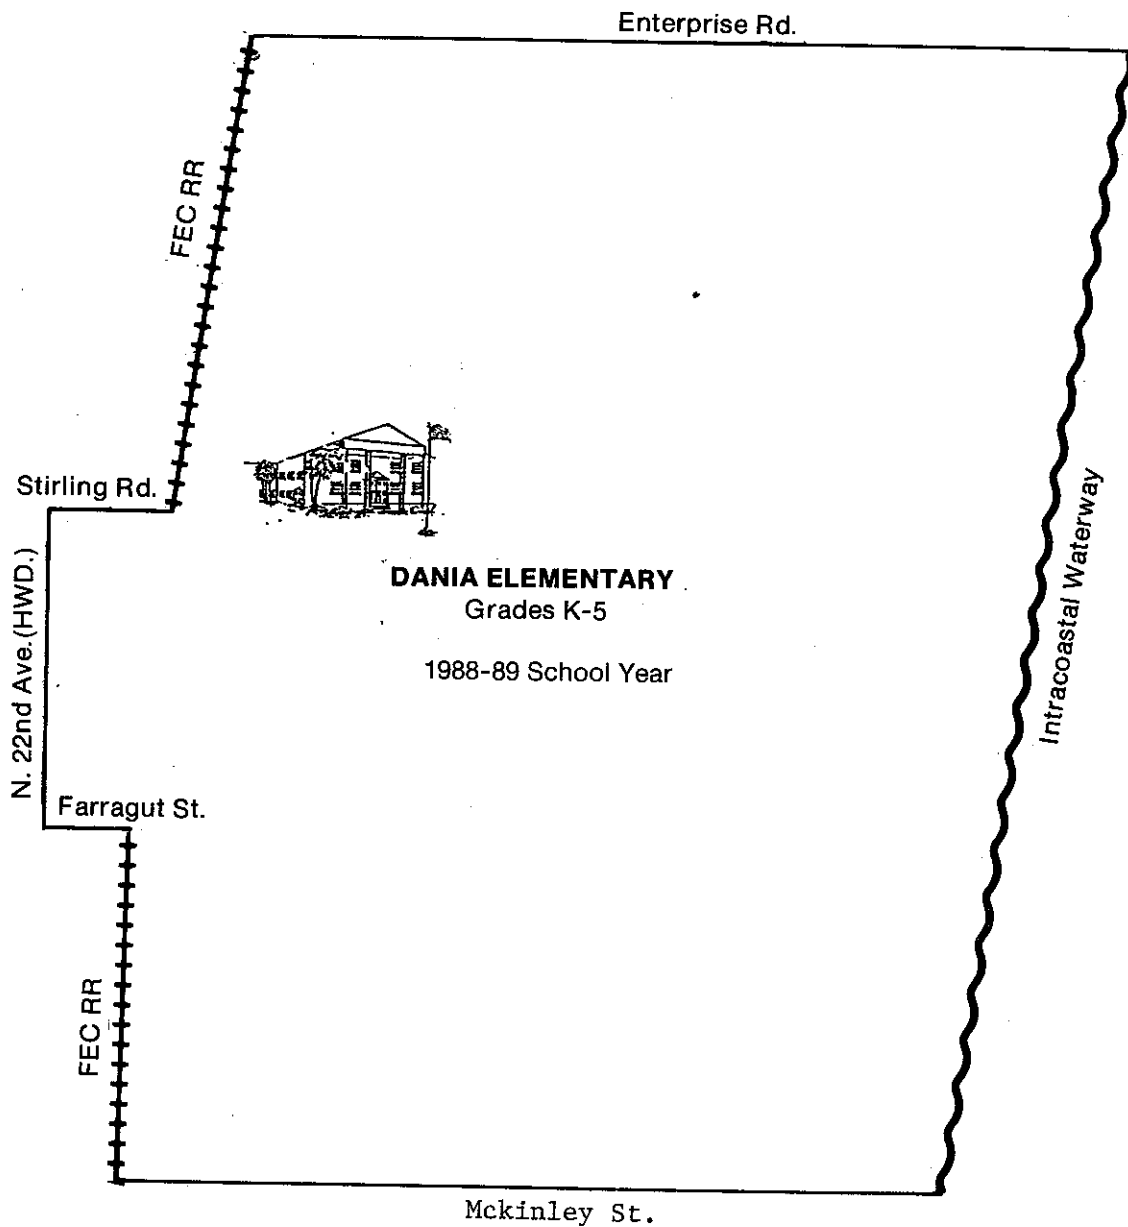 Enterprise Rd.
FEC RR
Stirling Rd.
DANIA ELEMENTARY
Grades K-5
1988-89 School Year
N. 22nd Ave.(HWD.)
Intracoastal Waterway
Farragut St.
FEC RR
Mckinley St.